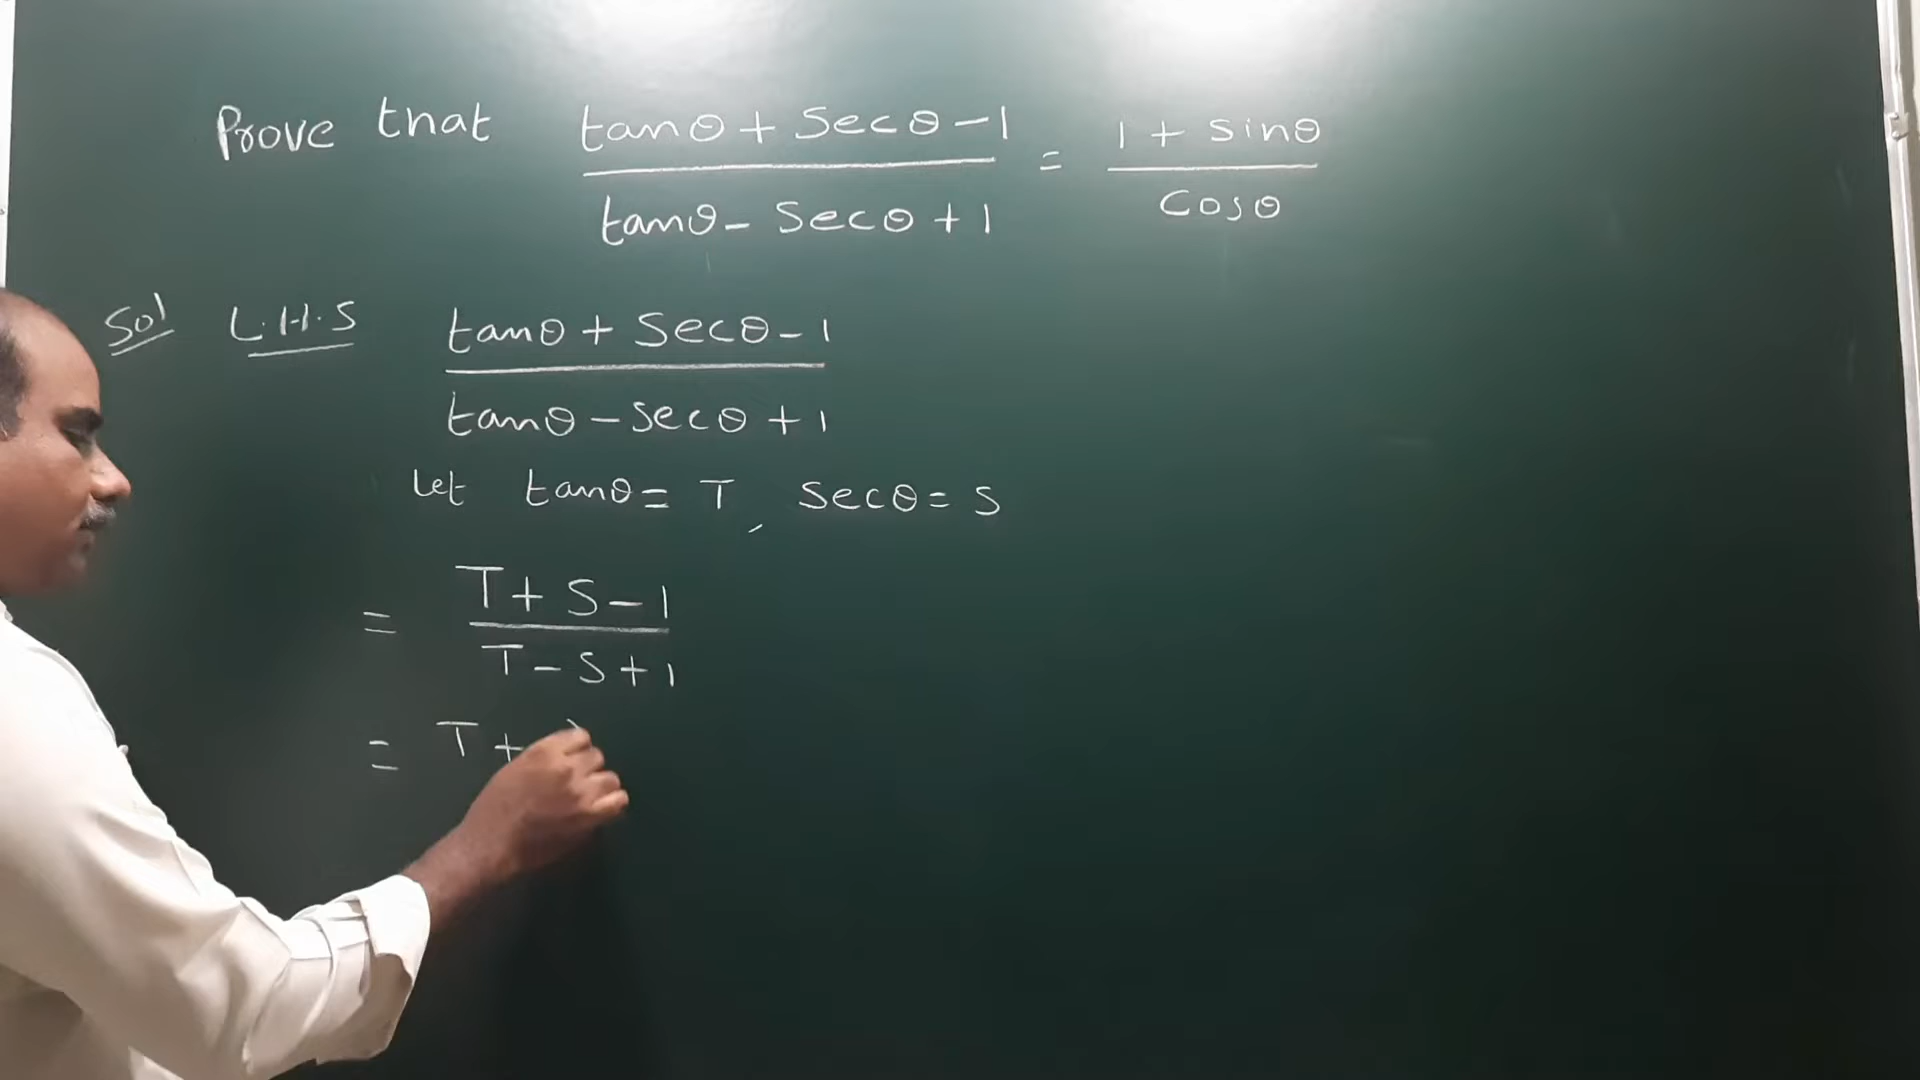 Prove that tanθ + Secθ - 1 / tanθ - Secθ + 1 = 1 + sinθ / Cosθ
Sol L.H.S tanθ + Secθ - 1 / tanθ - secθ + 1
Let tanθ = T, secθ = S
= T + S - 1 / T - S + 1
= T +